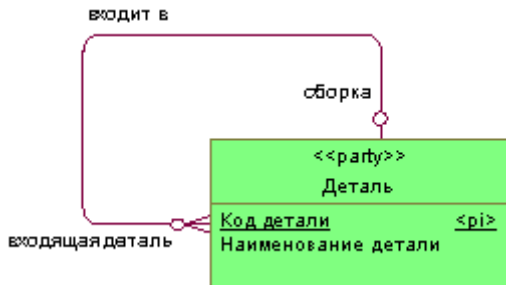 входит в
сборка
<<party>>
Деталь
Код детали <pi>
Наименование детали
входящая деталь